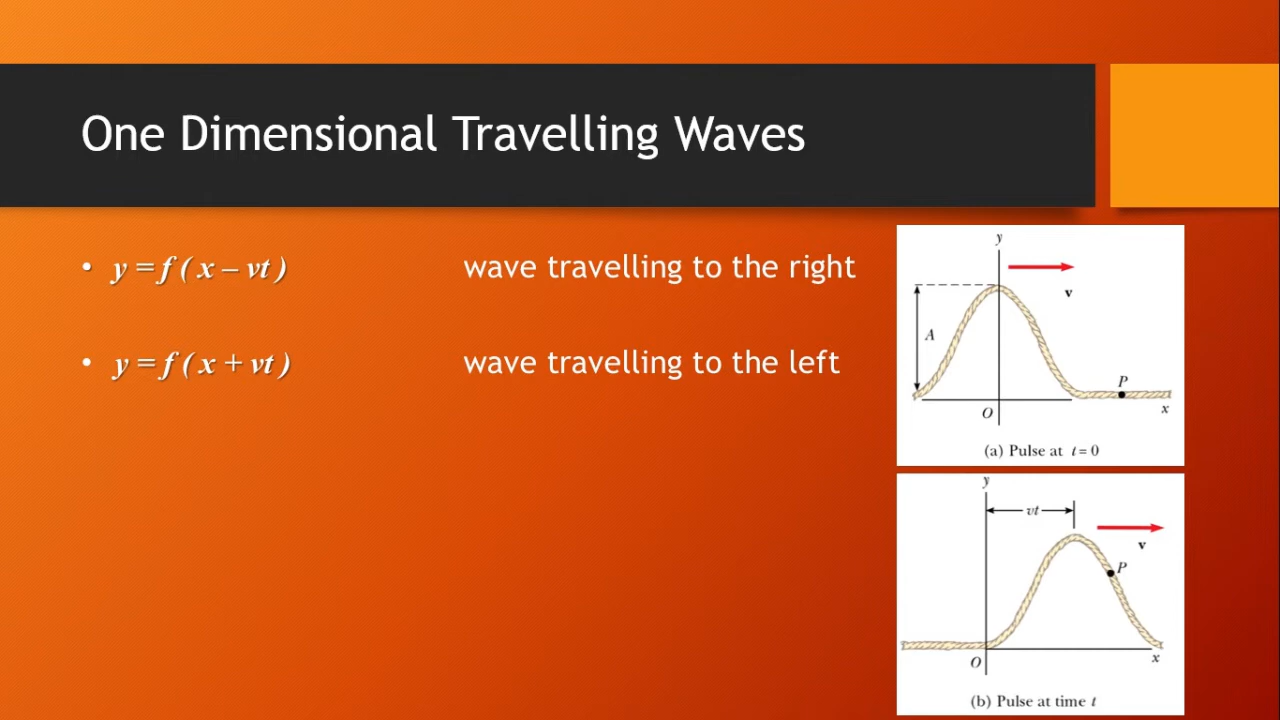 One Dimensional Travelling Waves
• y = f ( x – vt ) wave travelling to the right
• y = f ( x + vt ) wave travelling to the left
y
v
A
P
O
x
(a) Pulse at t = 0
y
vt
v
P
O
x
(b) Pulse at time t